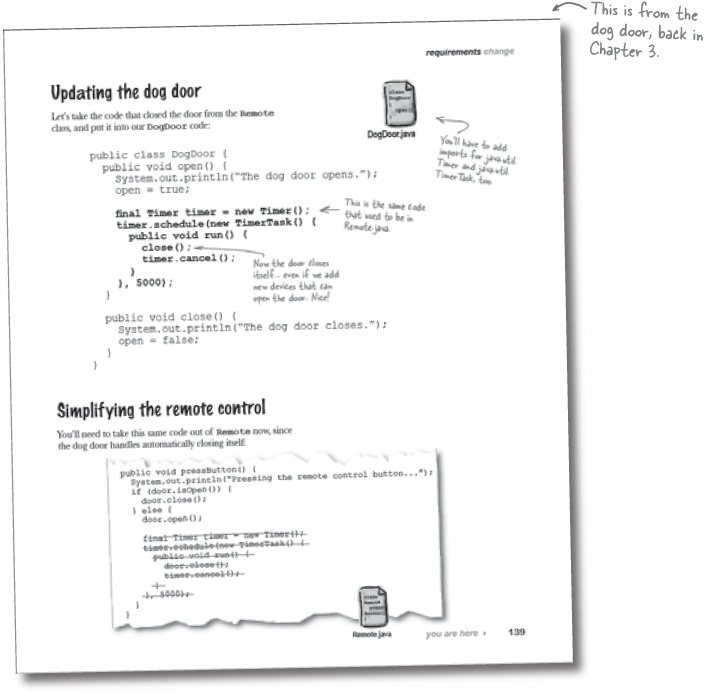 This is from the
dog door, back in
Chapter 3.
requirements change
Updating the dog door
Let's take the code that closed the door from the Remote
class, and put it into our DogDoor code:
class
DogDoor
{
open()
DogDoor.java
You'll have to add
imports for java.util
Timer and java.util
TimerTask, too.
public class DogDoor {
public void open() {
System.out.println("The dog door opens.");
open = true;
final Timer timer = new Timer();
timer.schedule(new TimerTask() {
public void run() {
close();
timer.cancel();
}
}, 5000);
}
This is the same code
that used to be in
Remote.java.
Now the door closes
itself... even if we add
new devices that can
open the door. Nice!
public void close() {
System.out.println("The dog door closes.");
open = false;
}
}
Simplifying the remote control
You'll need to take this same code out of Remote now, since
the dog door handles automatically closing itself:
public void pressButton() {
System.out.println("Pressing the remote control button...");
if (door.isOpen()) {
door.close();
} else {
door.open();
final Timer timer = new Timer();
timer.schedule(new TimerTask() {
public void run() {
door.close();
timer.cancel();
}
}, 5000);
}
}
class
Remote
press
Button()
Remote.java
you are here ›
139